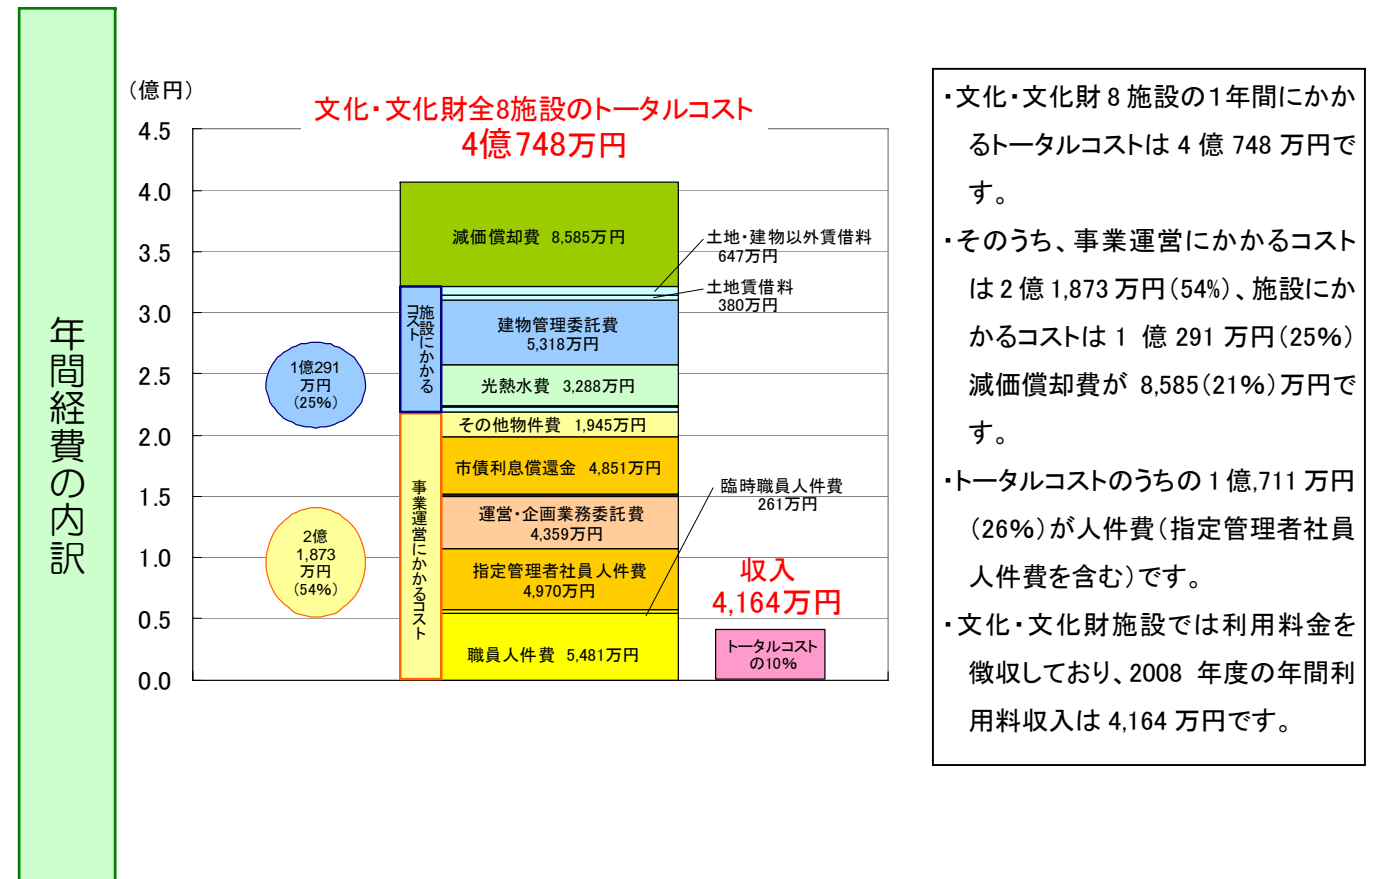 年間経費の内訳
（億円）
文化・文化財全8施設のトータルコスト
4億748万円
4.5
4.0
3.5
3.0
2.5
2.0
1.5
1.0
0.5
0.0
減価償却費 8,585万円
土地・建物以外賃借料
647万円
土地賃借料
380万円
施設にかかる
コスト
建物管理委託費
5,318万円
1億291
万円
(25%)
光熱水費 3,288万円
その他物件費 1,945万円
市債利息償還金 4,851万円
事業運営にかかるコスト
臨時職員人件費
261万円
運営・企画業務委託費
4,359万円
2億
1,873
万円
(54%)
指定管理者社員人件費
4,970万円
収入
4,164万円
職員人件費 5,481万円
トータルコスト
の10%
・文化・文化財 8 施設の１年間にかか
るトータルコストは 4 億 748 万円で
す。
・そのうち、事業運営にかかるコスト
は 2 億 1,873 万円（54%）、施設にか
かるコストは 1 億 291 万円（25％）
減価償却費が 8,585（21％）万円で
す。
・トータルコストのうちの 1 億,711 万円
（26％）が人件費（指定管理者社員
人件費を含む）です。
・文化・文化財施設では利用料金を
徴収しており、2008 年度の年間利
用料収入は 4,164 万円です。